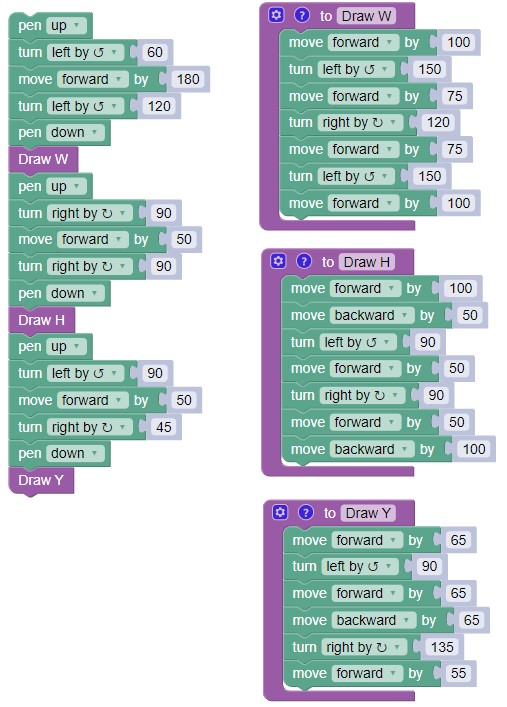 pen up
turn left by ↺ 60
move forward by 180
turn left by ↺ 120
pen down
Draw W
pen up
turn right by ↻ 90
move forward by 50
turn right by ↻ 90
pen down
Draw H
pen up
turn left by ↺ 90
move forward by 50
turn right by ↻ 45
pen down
Draw Y
? to Draw W
move forward by 100
turn left by ↺ 150
move forward by 75
turn right by ↻ 120
move forward by 75
turn left by ↺ 150
move forward by 100
? to Draw H
move forward by 100
move backward by 50
turn left by ↺ 90
move forward by 50
turn right by ↻ 90
move forward by 50
move backward by 100
? to Draw Y
move forward by 65
turn left by ↺ 90
move forward by 65
move backward by 65
turn right by ↻ 135
move forward by 55